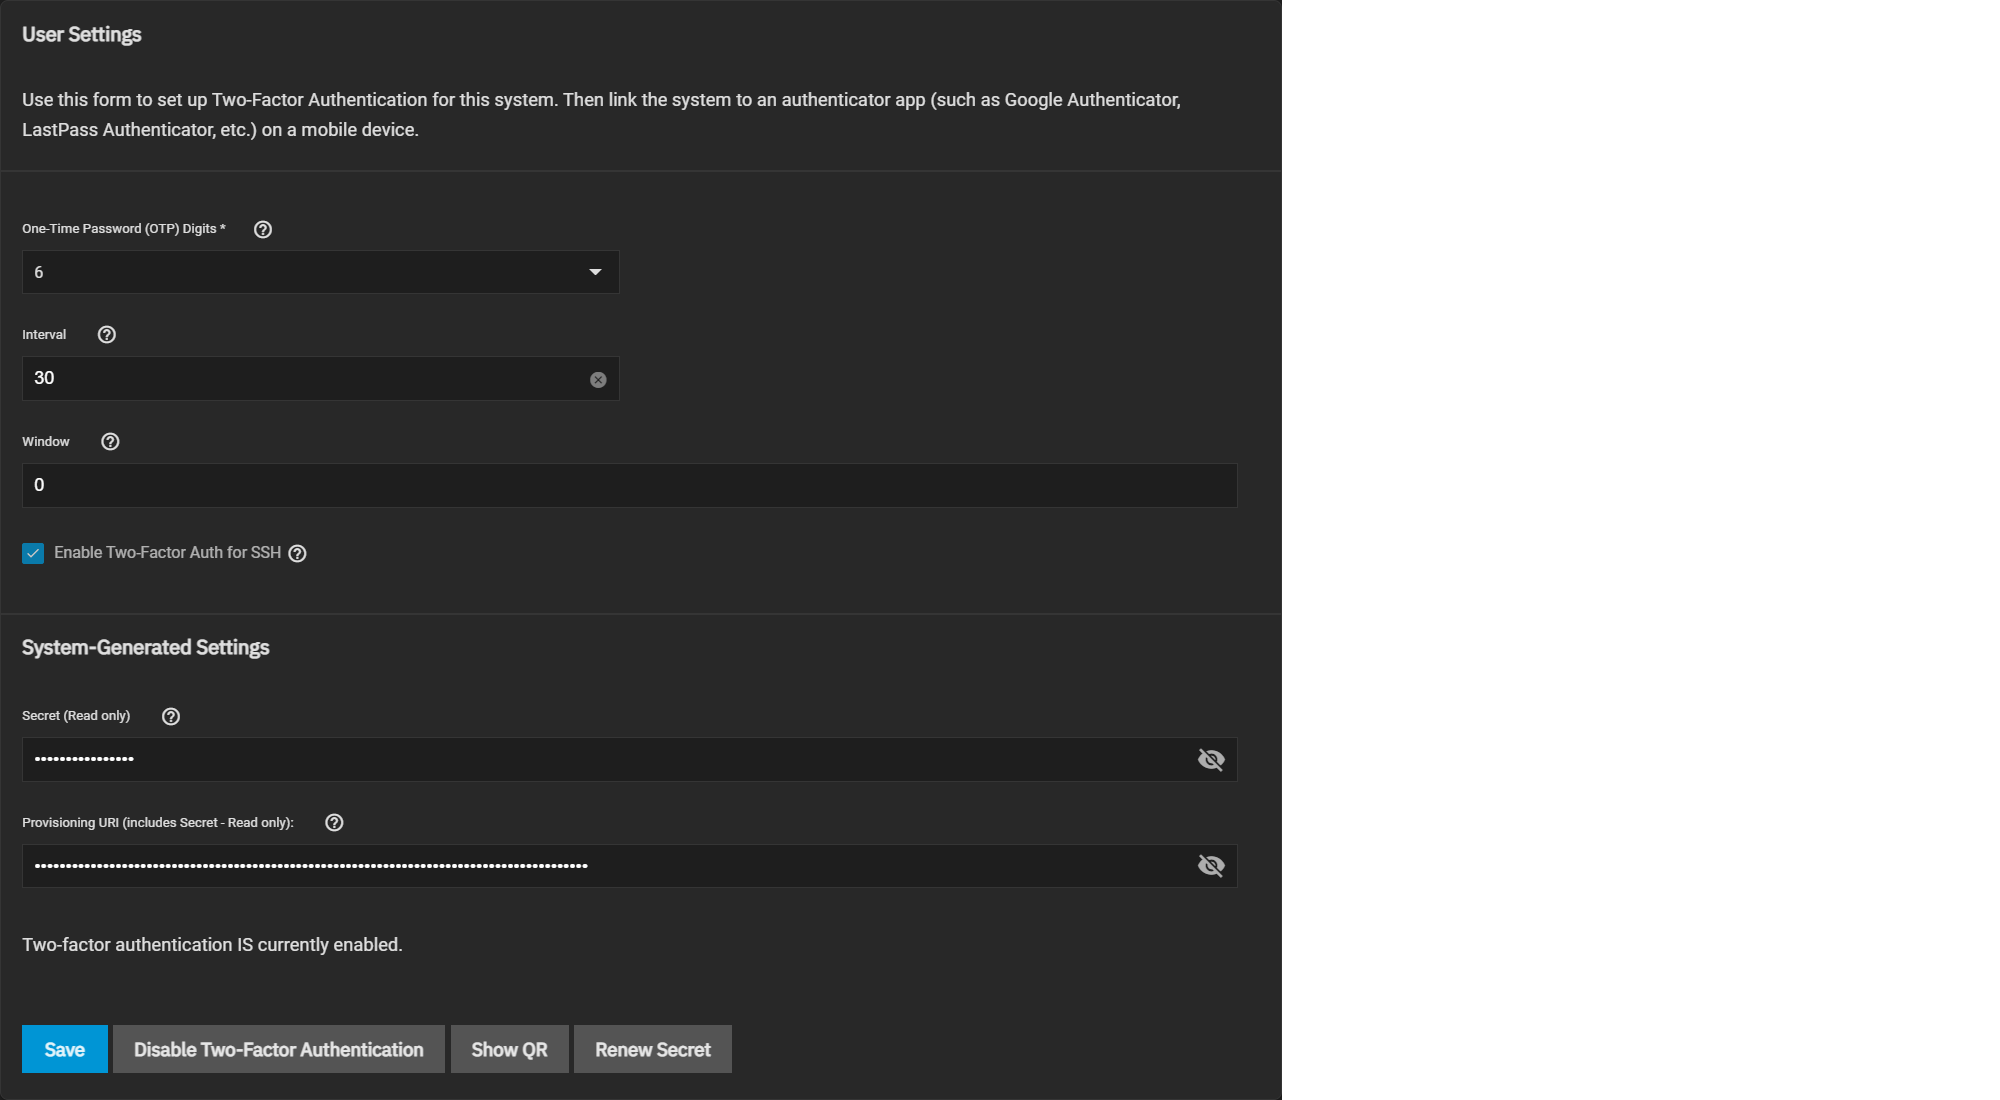 User Settings
Use this form to set up Two-Factor Authentication for this system. Then link the system to an authenticator app (such as Google Authenticator,
LastPass Authenticator, etc.) on a mobile device.
One-Time Password (OTP) Digits *
6
Interval
30
Window
0
Enable Two-Factor Auth for SSH
System-Generated Settings
Secret (Read only)
Provisioning URI (includes Secret - Read only):
Two-factor authentication IS currently enabled.
Save Disable Two-Factor Authentication Show QR Renew Secret